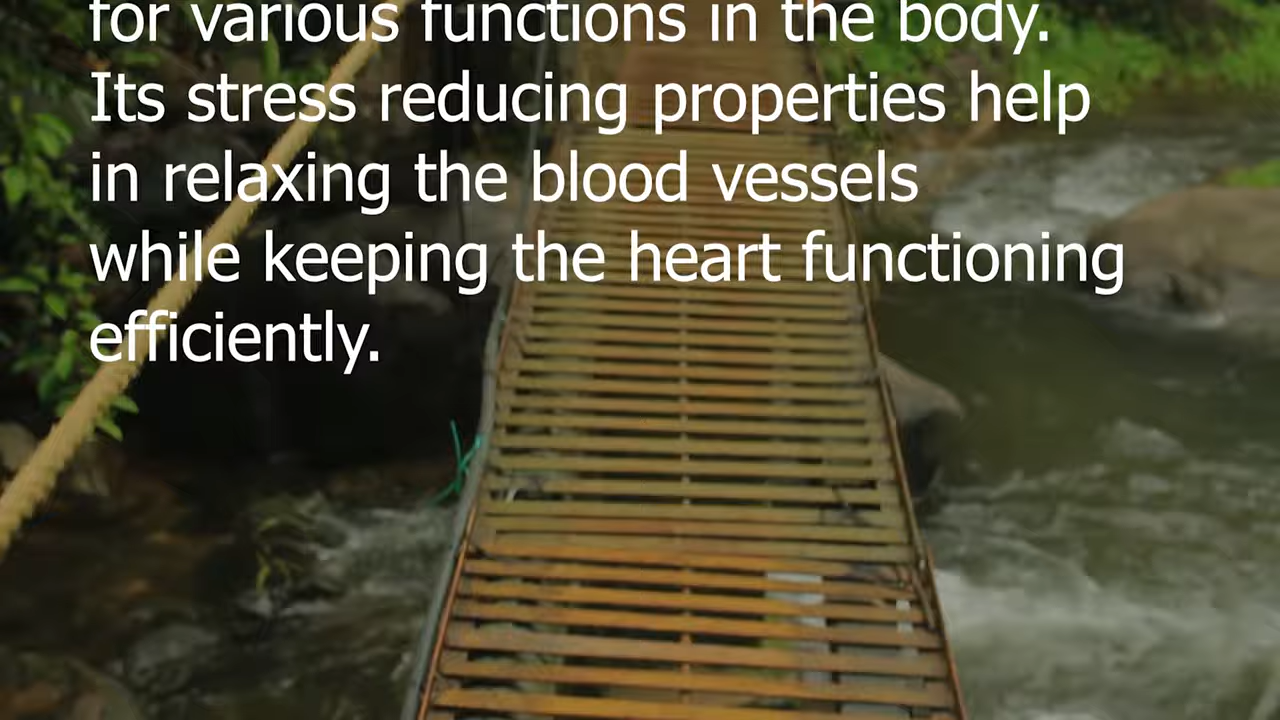 for various functions in the body.
Its stress reducing properties help
in relaxing the blood vessels
while keeping the heart functioning
efficiently.